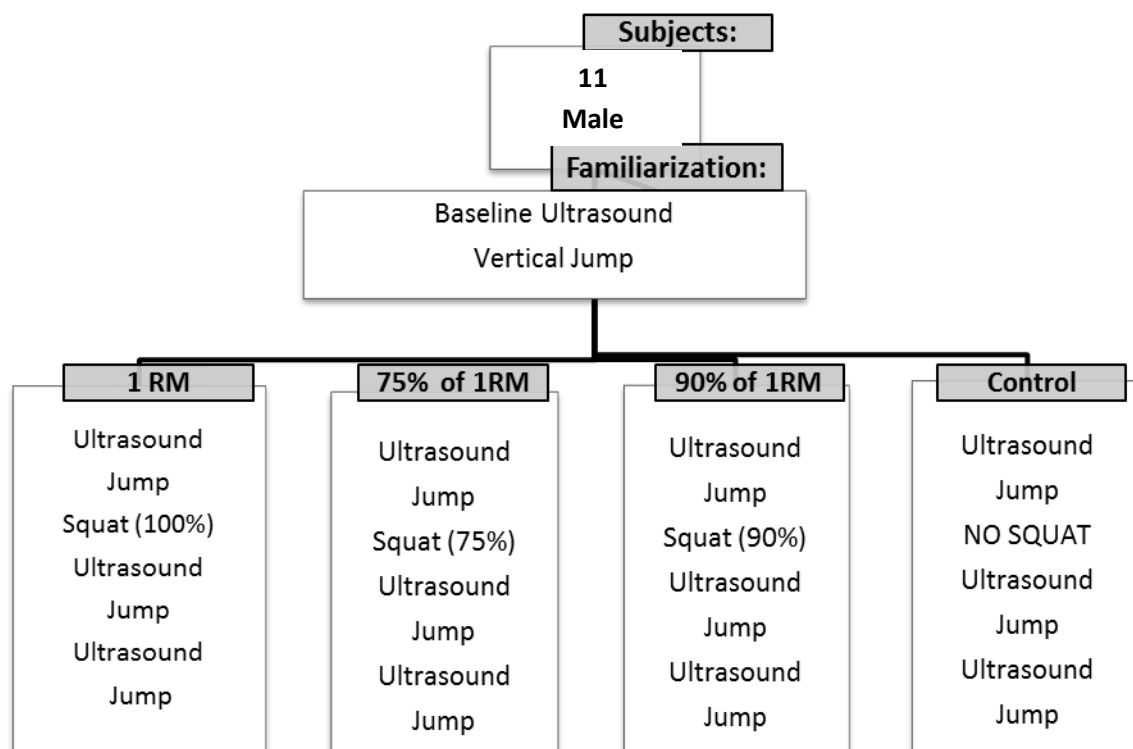 Subjects:
11
Male
Familiarization:
Baseline Ultrasound
Vertical Jump
1 RM
Ultrasound
Jump
Squat (100%)
Ultrasound
Jump
Ultrasound
Jump
75% of 1RM
Ultrasound
Jump
Squat (75%)
Ultrasound
Jump
Ultrasound
Jump
90% of 1RM
Ultrasound
Jump
Squat (90%)
Ultrasound
Jump
Ultrasound
Jump
Control
Ultrasound
Jump
NO SQUAT
Ultrasound
Jump
Ultrasound
Jump